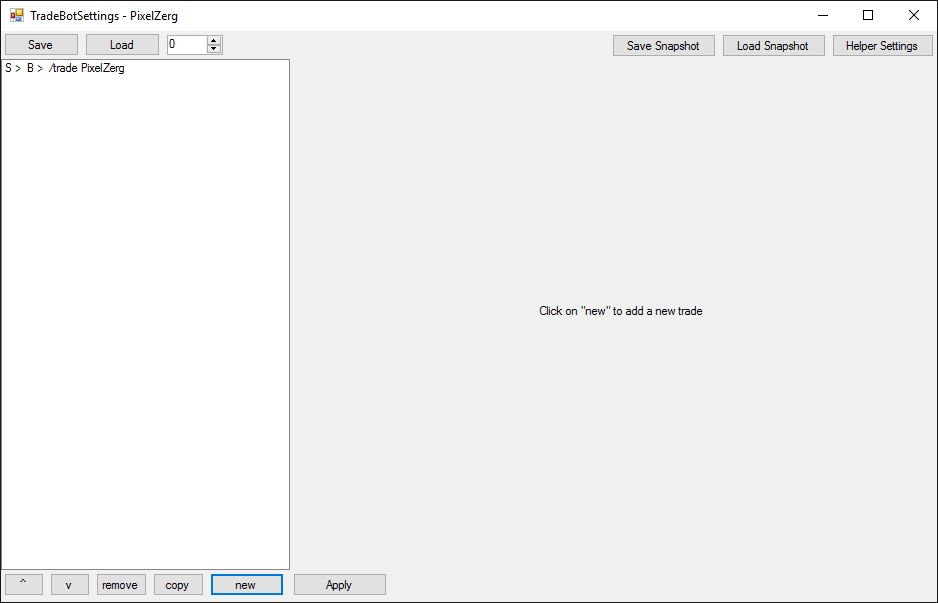 TradeBotSettings - PixelZerg
Save Load 0 Save Snapshot Load Snapshot Helper Settings
S > B > /trade PixelZerg
Click on "new" to add a new trade
^ v remove copy new Apply